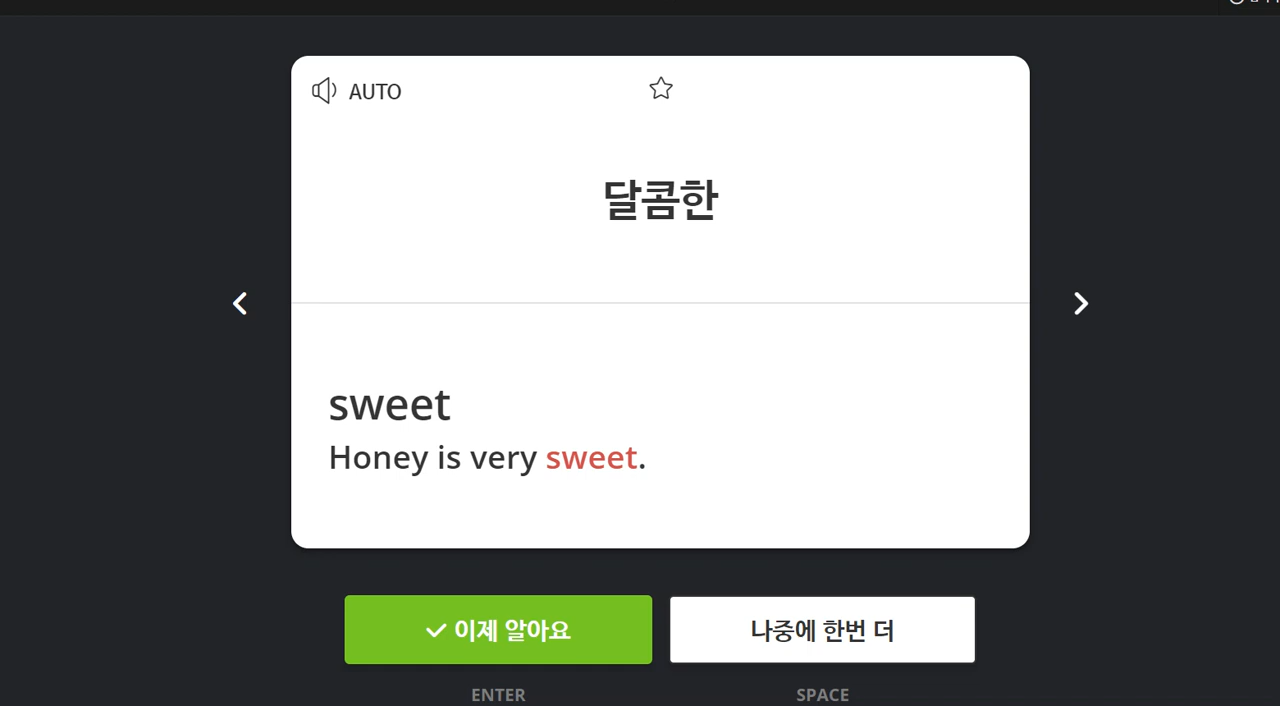 AUTO
달콤한
sweet
Honey is very sweet.
이제 알아요
나중에 한번 더
ENTER
SPACE